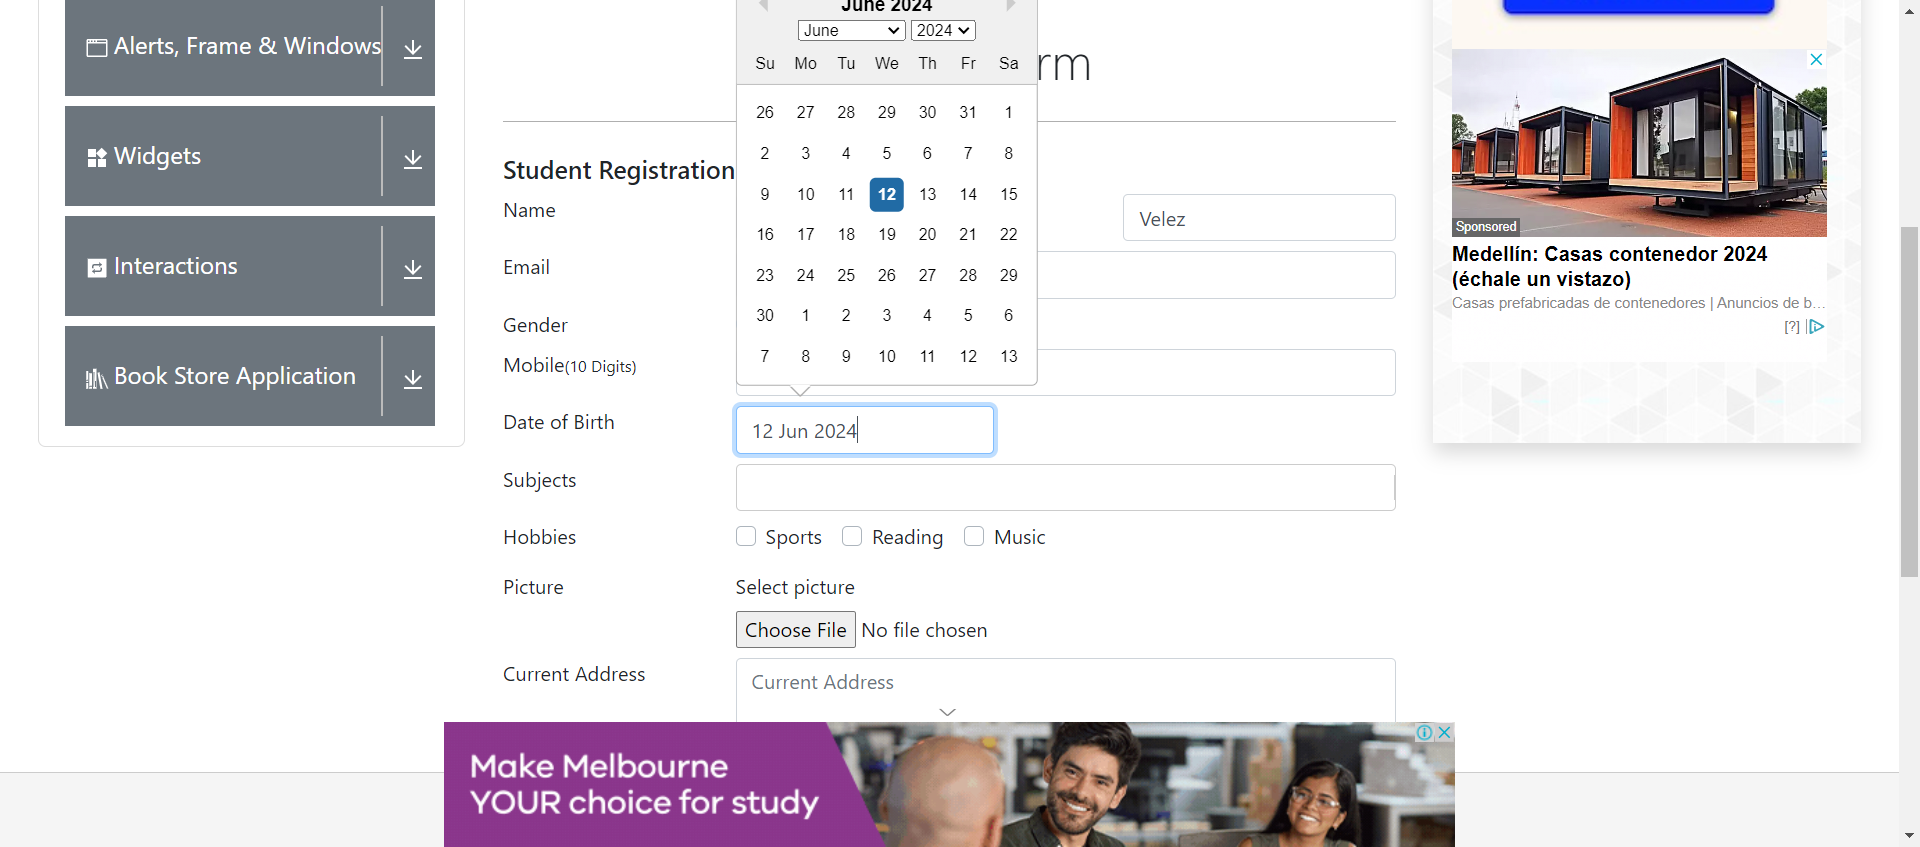 Alerts, Frame & Windows
Widgets
Interactions
Book Store Application
June 2024
June 2024
Su Mo Tu We Th Fr Sa
26 27 28 29 30 31 1
2 3 4 5 6 7 8
9 10 11 12 13 14 15
16 17 18 19 20 21 22
23 24 25 26 27 28 29
30 1 2 3 4 5 6
7 8 9 10 11 12 13
rm
Student Registration
Name
Velez
Email
Gender
Mobile(10 Digits)
Date of Birth
12 Jun 2024
Subjects
Hobbies
Sports Reading Music
Picture
Select picture
Choose File No file chosen
Current Address
Current Address
Sponsored
Medellín: Casas contenedor 2024
(échale un vistazo)
Casas prefabricadas de contenedores | Anuncios de b...
[?]
Make Melbourne
YOUR choice for study